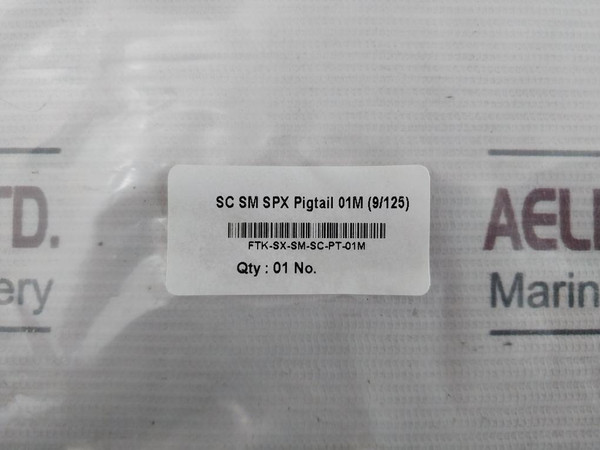 SC SM SPX Pigtail 01M (9/125)
FTK-SX-SM-SC-PT-01M
Qty : 01 No.
TD.
ery
AELI
Marin